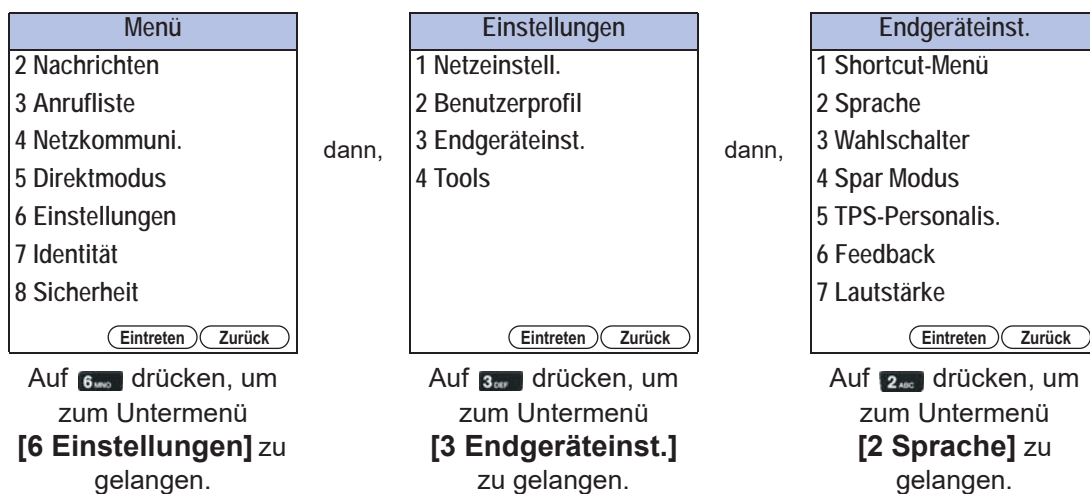 Menü
2 Nachrichten
3 Anrufliste
4 Netzkommuni.
5 Direktmodus
6 Einstellungen
7 Identität
8 Sicherheit
Eintreten Zurück
Auf 6 MNO drücken, um
zum Untermenü
[6 Einstellungen] zu
gelangen.
dann,
Einstellungen
1 Netzeinstell.
2 Benutzerprofil
3 Endgeräteinst.
4 Tools
Eintreten Zurück
Auf 3 DEF drücken, um
zum Untermenü
[3 Endgeräteinst.]
zu gelangen.
dann,
Endgeräteinst.
1 Shortcut-Menü
2 Sprache
3 Wahlschalter
4 Spar Modus
5 TPS-Personalis.
6 Feedback
7 Lautstärke
Eintreten Zurück
Auf 2 ABC drücken, um
zum Untermenü
[2 Sprache] zu
gelangen.